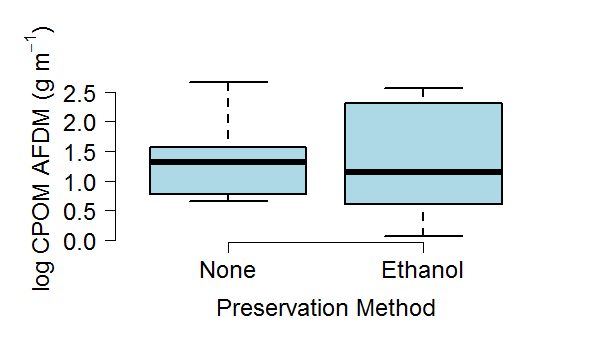 log CPOM AFDM (g m⁻¹)
2.5
2.0
1.5
1.0
0.5
0.0
None Ethanol
Preservation Method